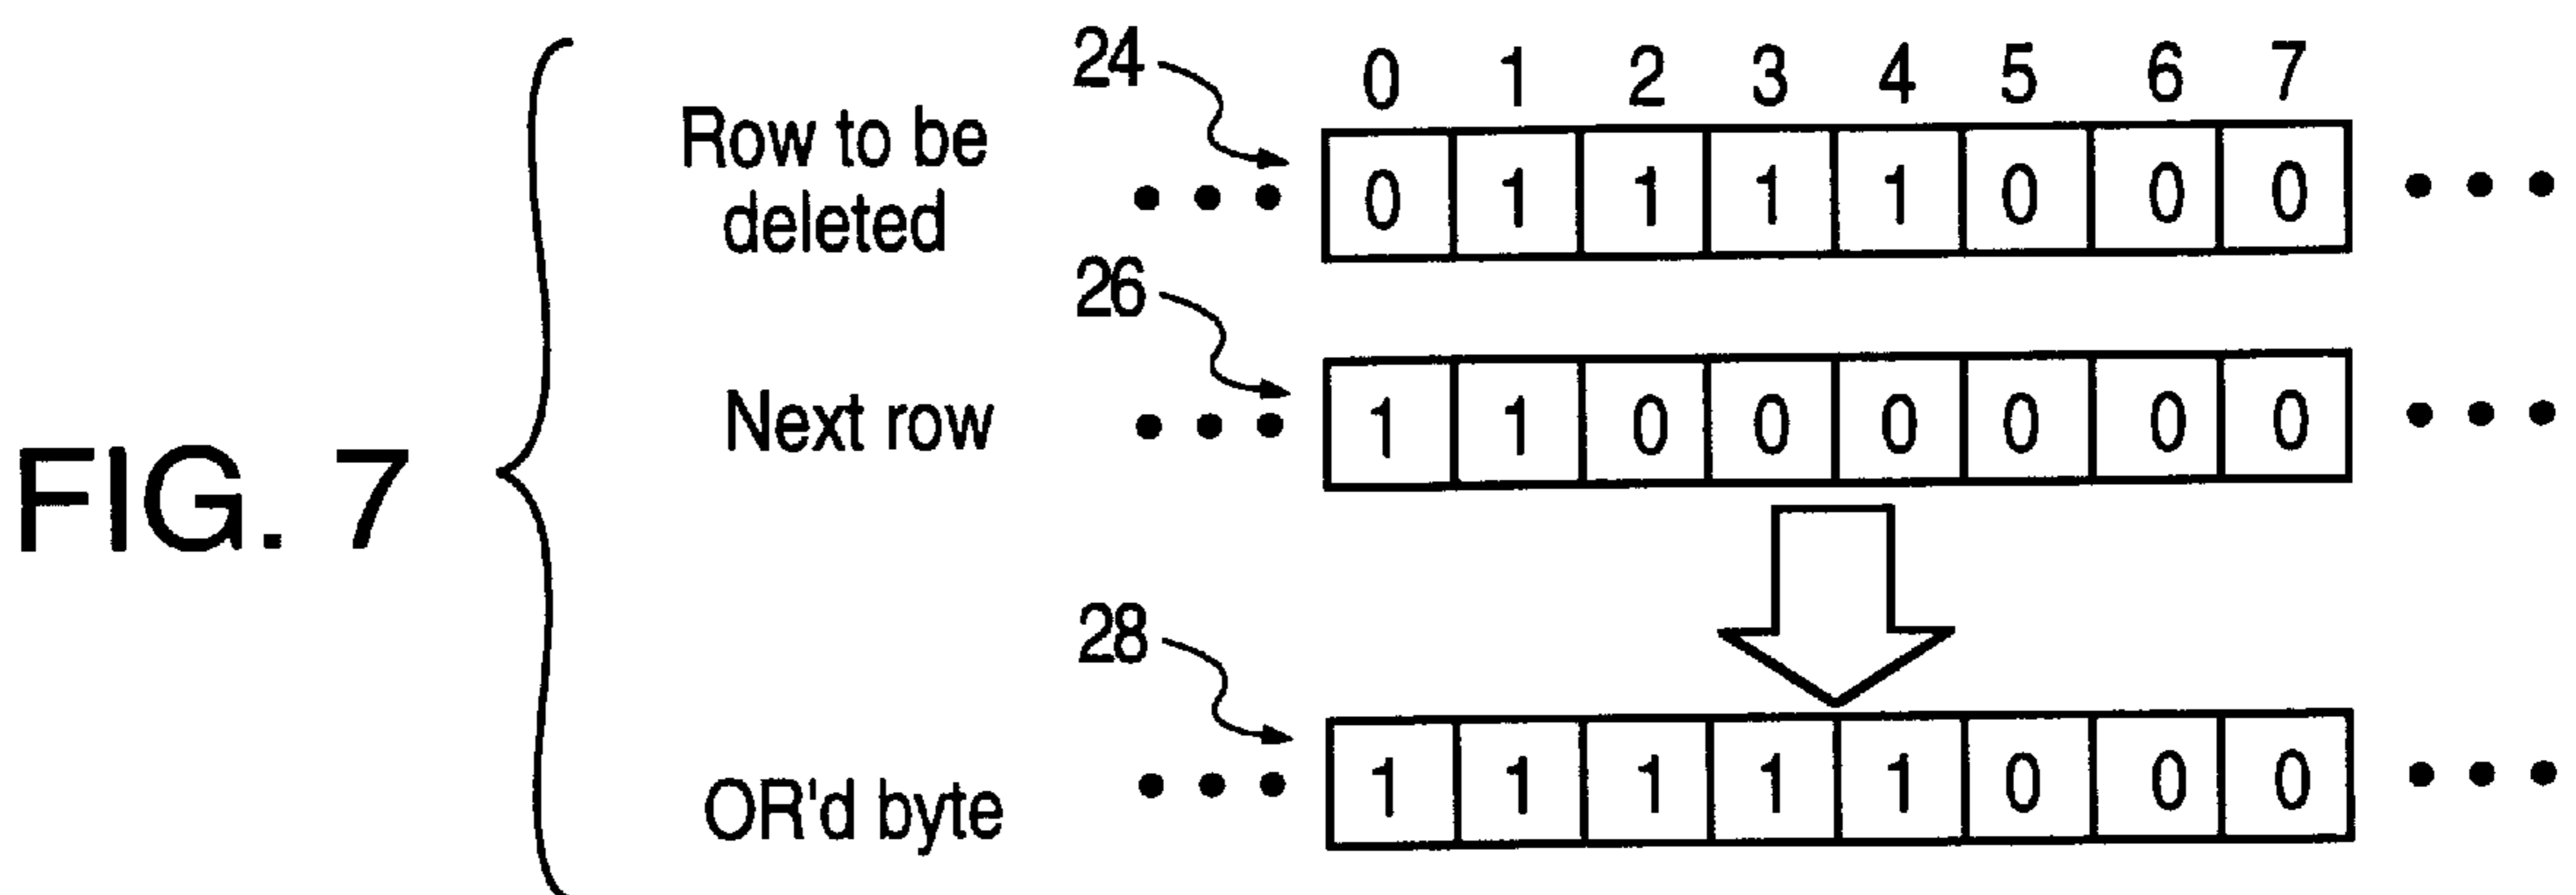 24 0 1 2 3 4 5 6 7
Row to be
deleted
• • • 0 1 1 1 1 0 0 0 • • •
26
Next row • • • 1 1 0 0 0 0 0 0 • • •
FIG. 7
28
OR'd byte • • • 1 1 1 1 1 0 0 0 • • •